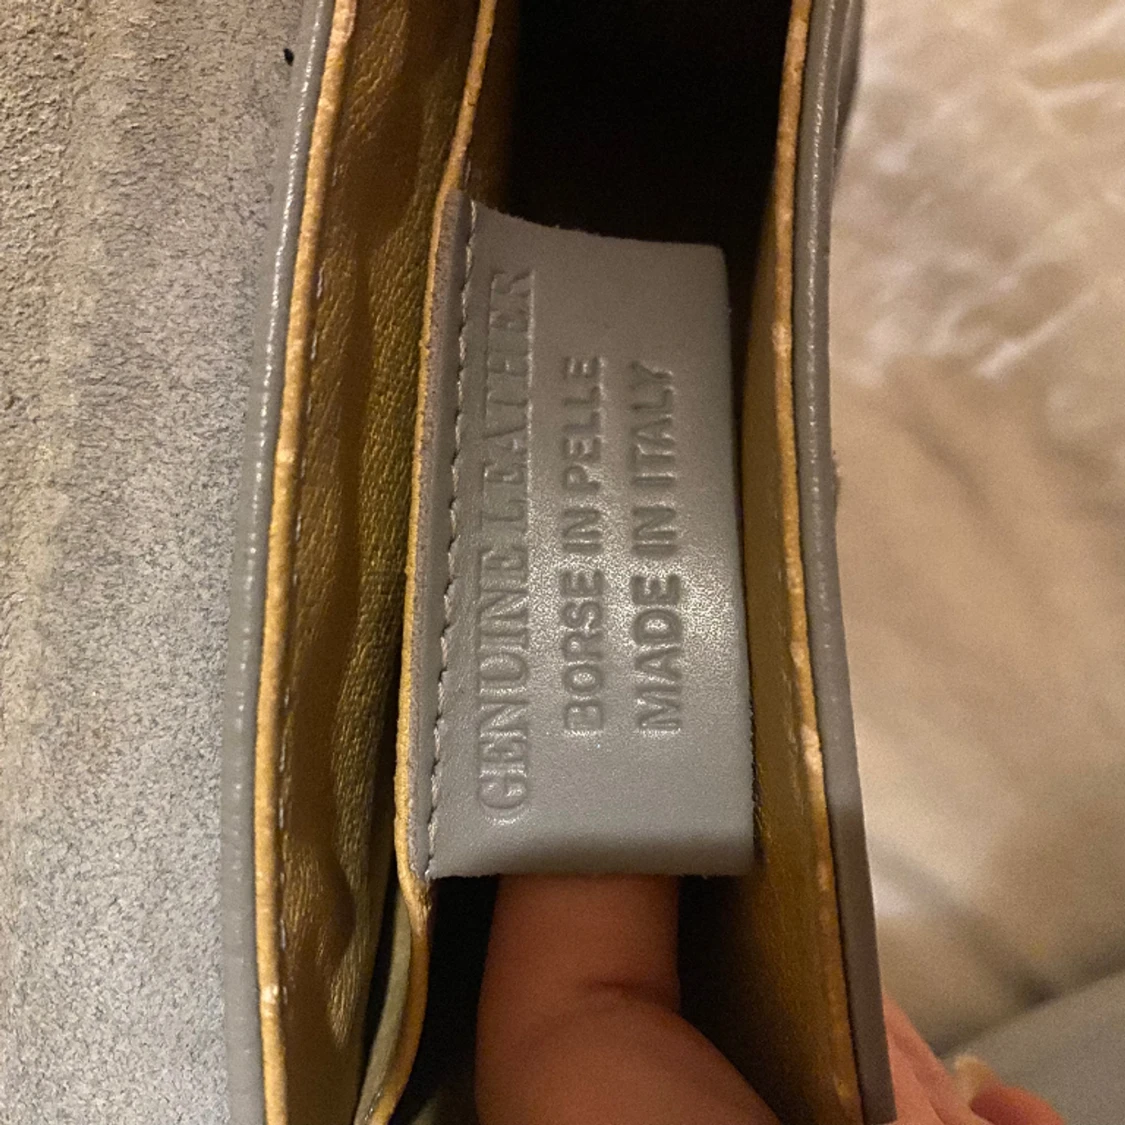 GENUINE LEATHER
BORSE IN PELLE
MADE IN ITALY